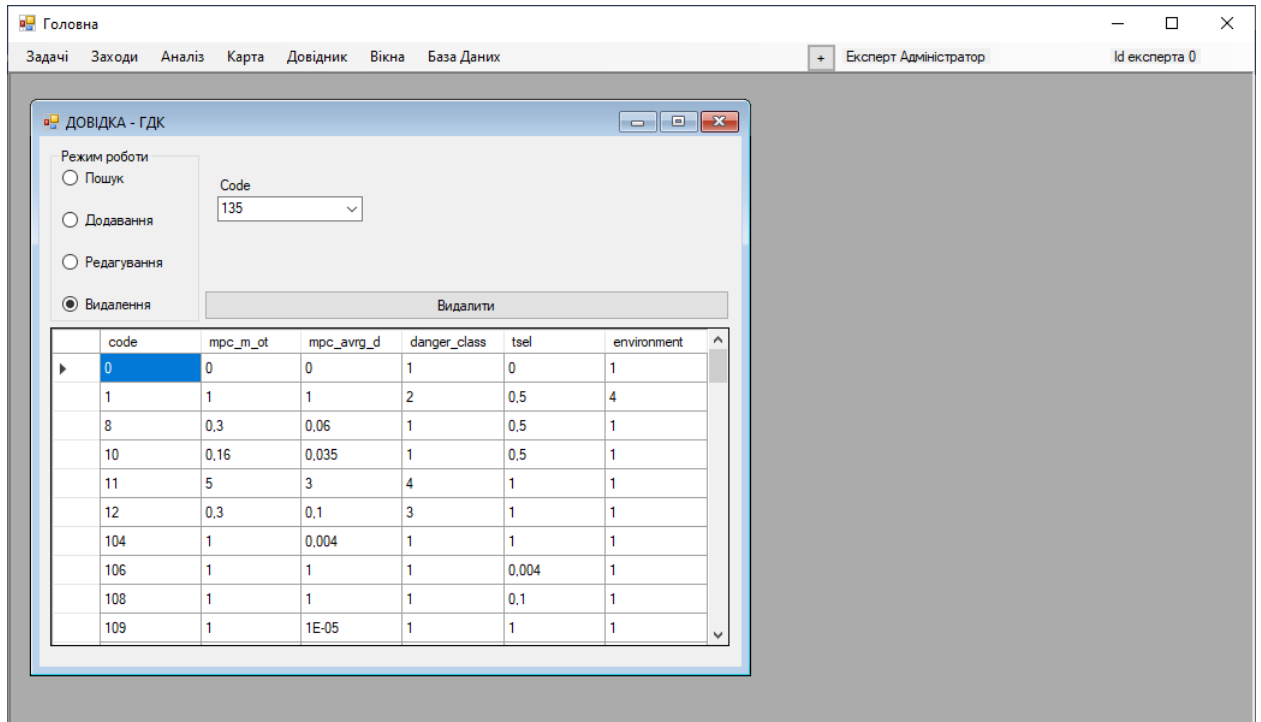 Головна
Задачі Заходи Аналіз Карта Довідник Вікна База Даних + Експерт Адміністратор Id експерта 0
ДОВІДКА - ГДК
Режим роботи
Пошук
Code
135
Додавання
Редагування
Видалення
Видалити
code mpc_m_ot mpc_avrg_d danger_class tsel environment
0 0 0 1 0 1
1 1 1 2 0,5 4
8 0,3 0,06 1 0,5 1
10 0,16 0,035 1 0,5 1
11 5 3 4 1 1
12 0,3 0,1 3 1 1
104 1 0,004 1 1 1
106 1 1 1 0,004 1
108 1 1 1 0,1 1
109 1 1E-05 1 1 1